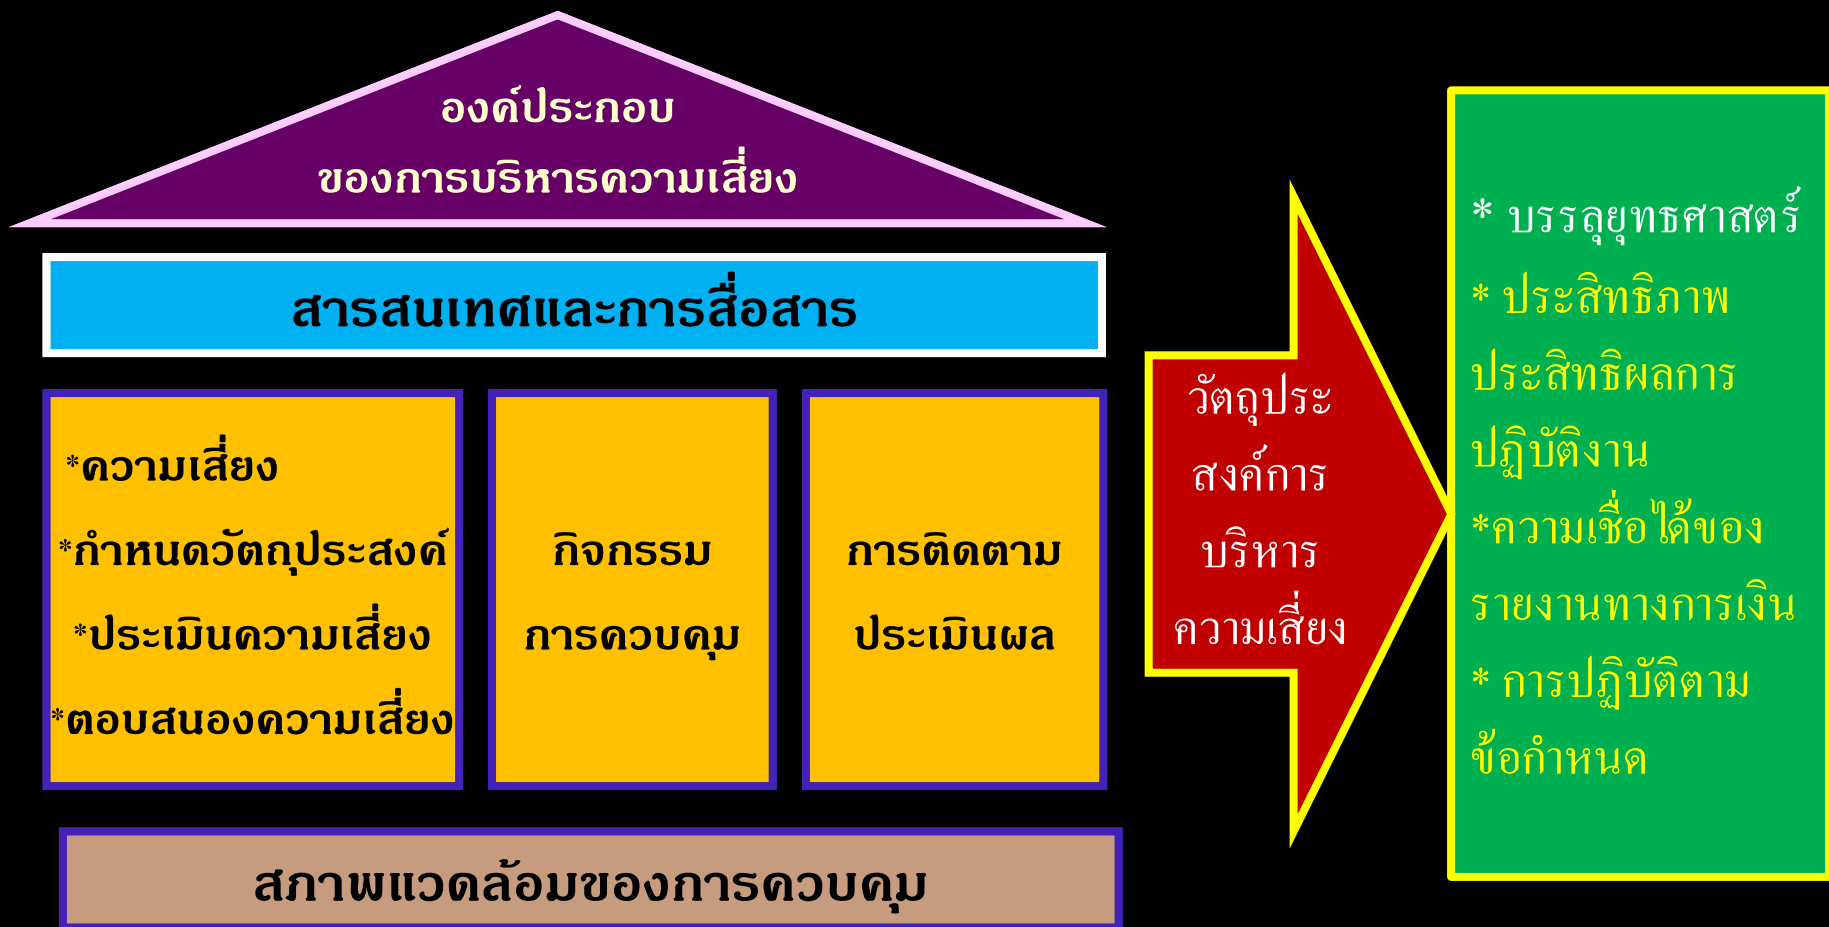 องค์ประกอบ
ของการบริหารความเสี่ยง
สารสนเทศและการสื่อสาร
*ความเสี่ยง
*กำหนดวัตถุประสงค์
*ประเมินความเสี่ยง
*ตอบสนองความเสี่ยง
กิจกรรม
การควบคุม
การติดตาม
ประเมินผล
สภาพแวดล้อมของการควบคุม
วัตถุประ
สงค์การ
บริหาร
ความเสี่ยง
* บรรลุยุทธศาสตร์
* ประสิทธิภาพ
ประสิทธิผลการ
ปฏิบัติงาน
*ความเชื่อได้ของ
รายงานทางการเงิน
* การปฏิบัติตาม
ข้อกำหนด